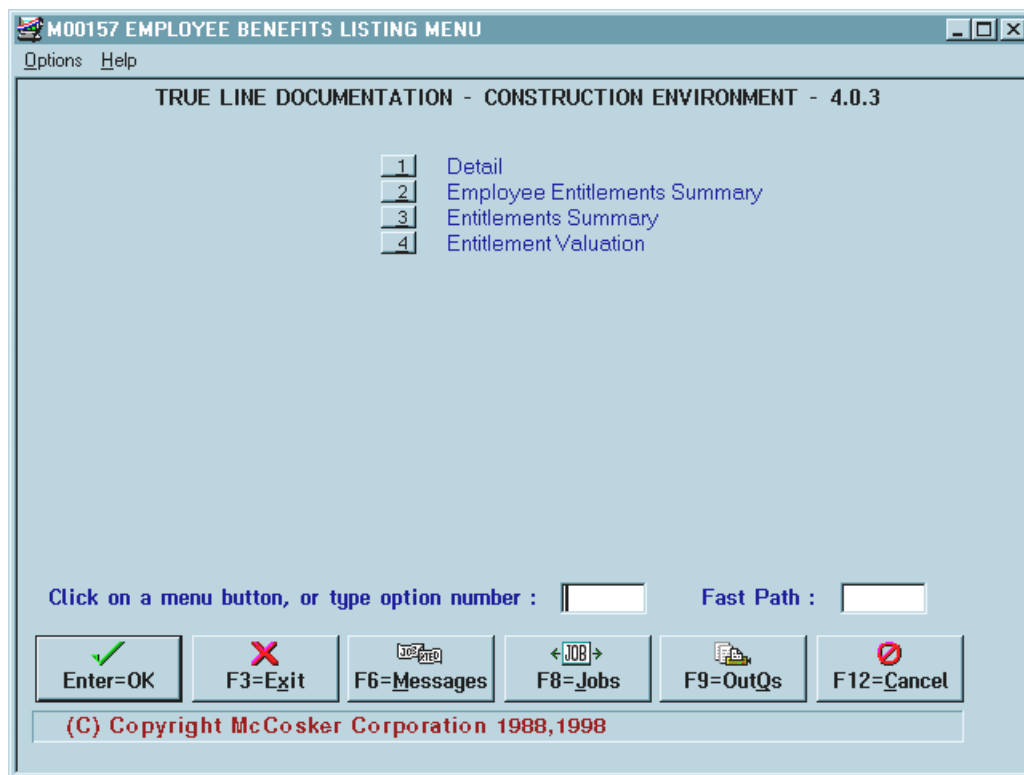 M00157 EMPLOYEE BENEFITS LISTING MENU
Options Help
TRUE LINE DOCUMENTATION - CONSTRUCTION ENVIRONMENT - 4.0.3
1 Detail
2 Employee Entitlements Summary
3 Entitlements Summary
4 Entitlement Valuation
Click on a menu button, or type option number : Fast Path :
JOB
Enter=OK F3=Exit F6=Messages F8=Jobs F9=OutQs F12=Cancel
(C) Copyright McCosker Corporation 1988,1998